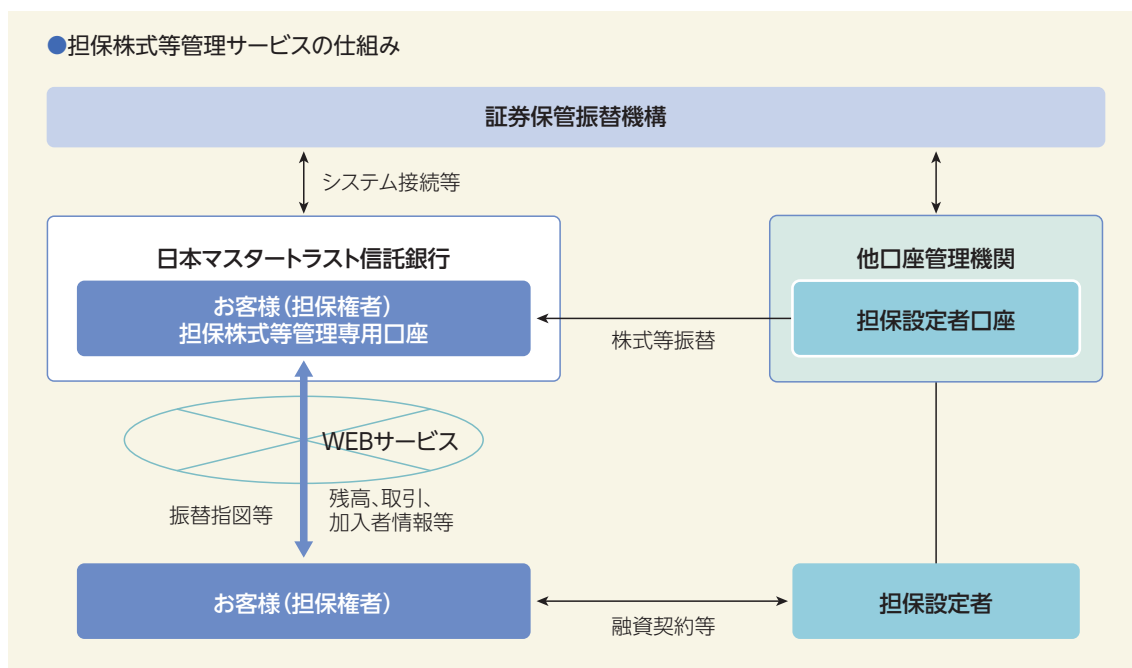 ●担保株式等管理サービスの仕組み
証券保管振替機構
システム接続等
日本マスタートラスト信託銀行
お客様(担保権者)
担保株式等管理専用口座
他口座管理機関
担保設定者口座
株式等振替
WEBサービス
振替指図等
残高、取引、
加入者情報等
お客様(担保権者)
融資契約等
担保設定者